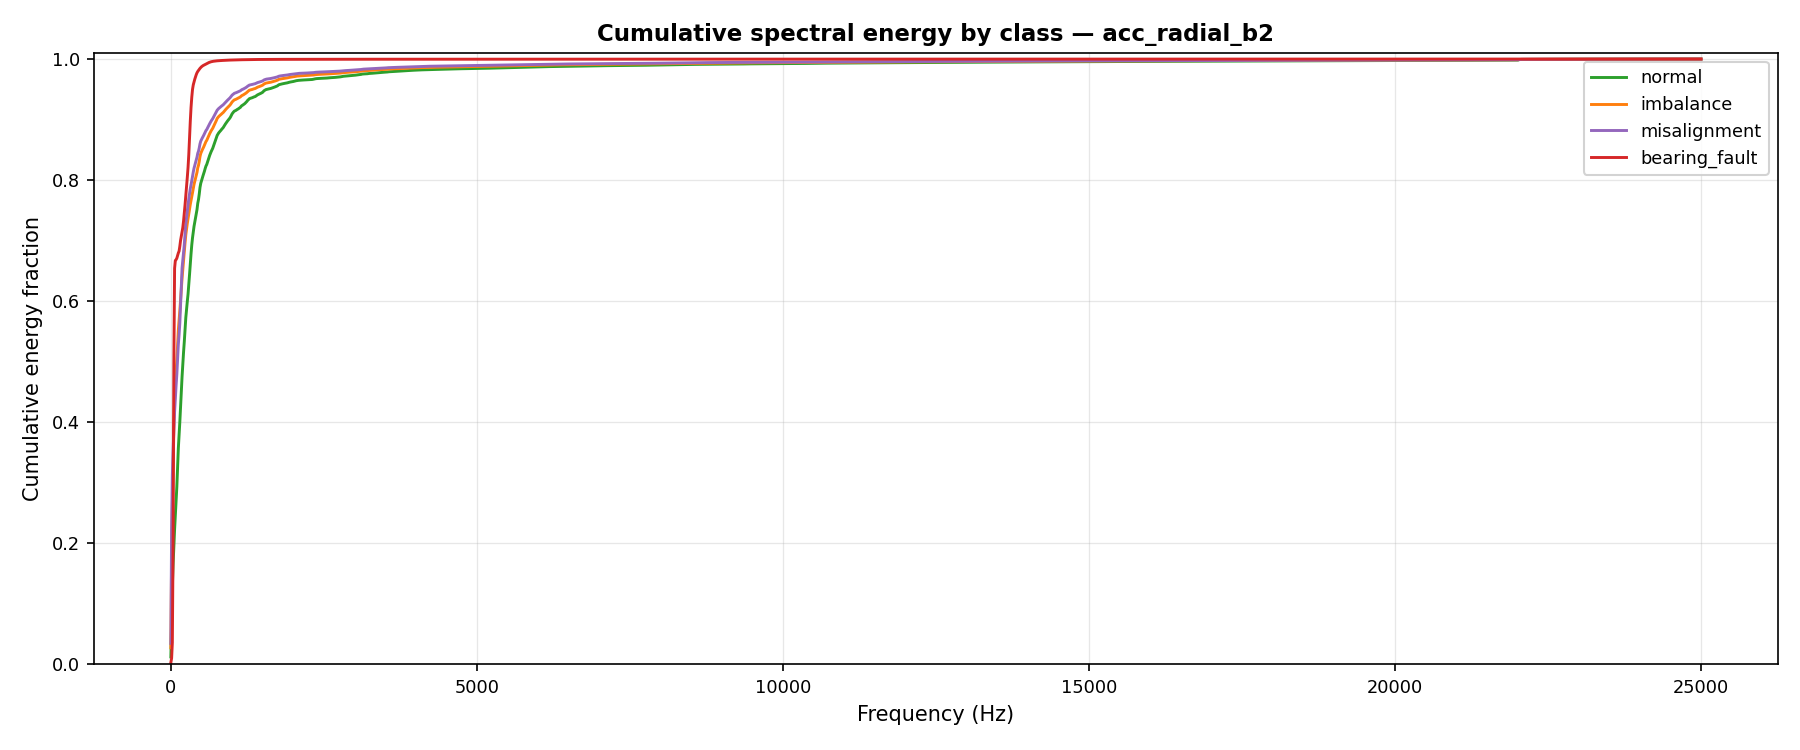 Cumulative spectral energy by class — acc_radial_b2
Cumulative energy fraction
1.0
0.8
0.6
0.4
0.2
0.0
normal
imbalance
misalignment
bearing_fault
0 5000 10000 15000 20000 25000
Frequency (Hz)